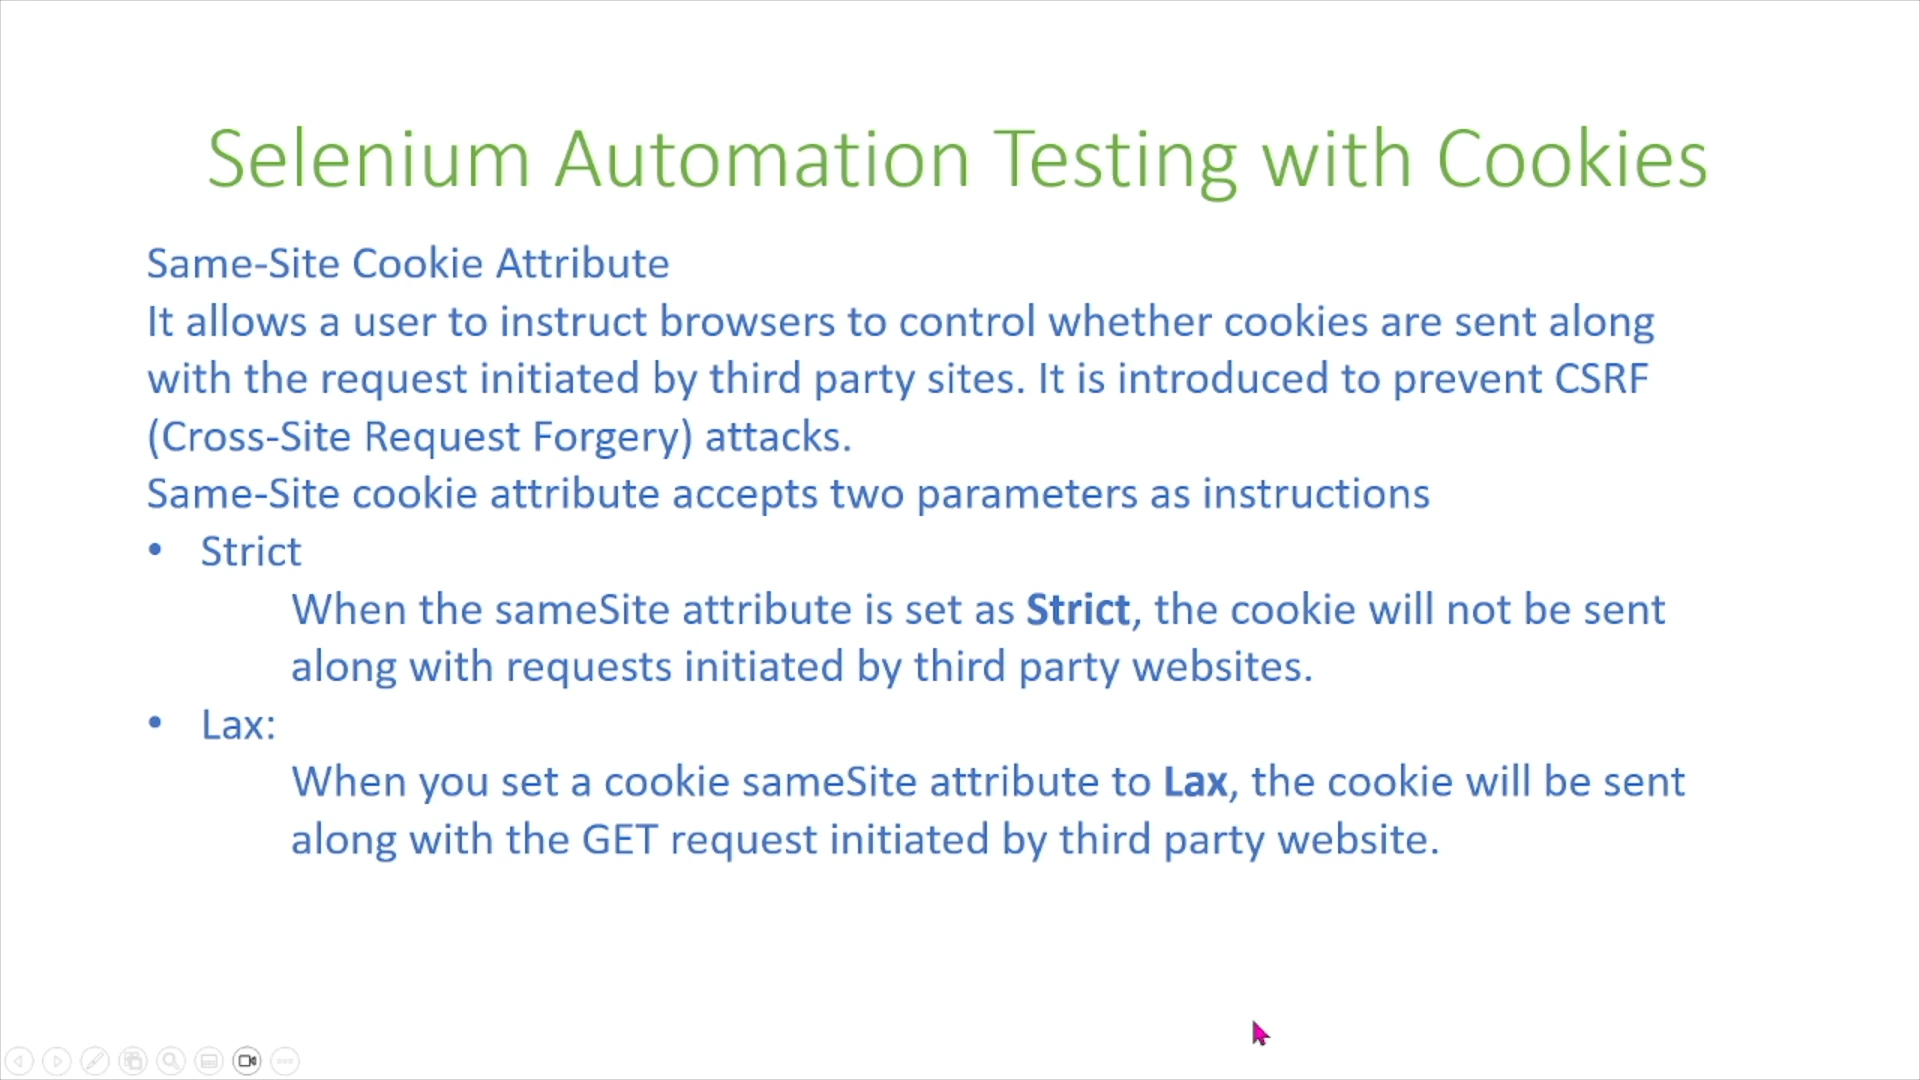 Selenium Automation Testing with Cookies
Same-Site Cookie Attribute
It allows a user to instruct browsers to control whether cookies are sent along
with the request initiated by third party sites. It is introduced to prevent CSRF
(Cross-Site Request Forgery) attacks.
Same-Site cookie attribute accepts two parameters as instructions
• Strict
When the sameSite attribute is set as Strict, the cookie will not be sent
along with requests initiated by third party websites.
• Lax:
When you set a cookie sameSite attribute to Lax, the cookie will be sent
along with the GET request initiated by third party website.